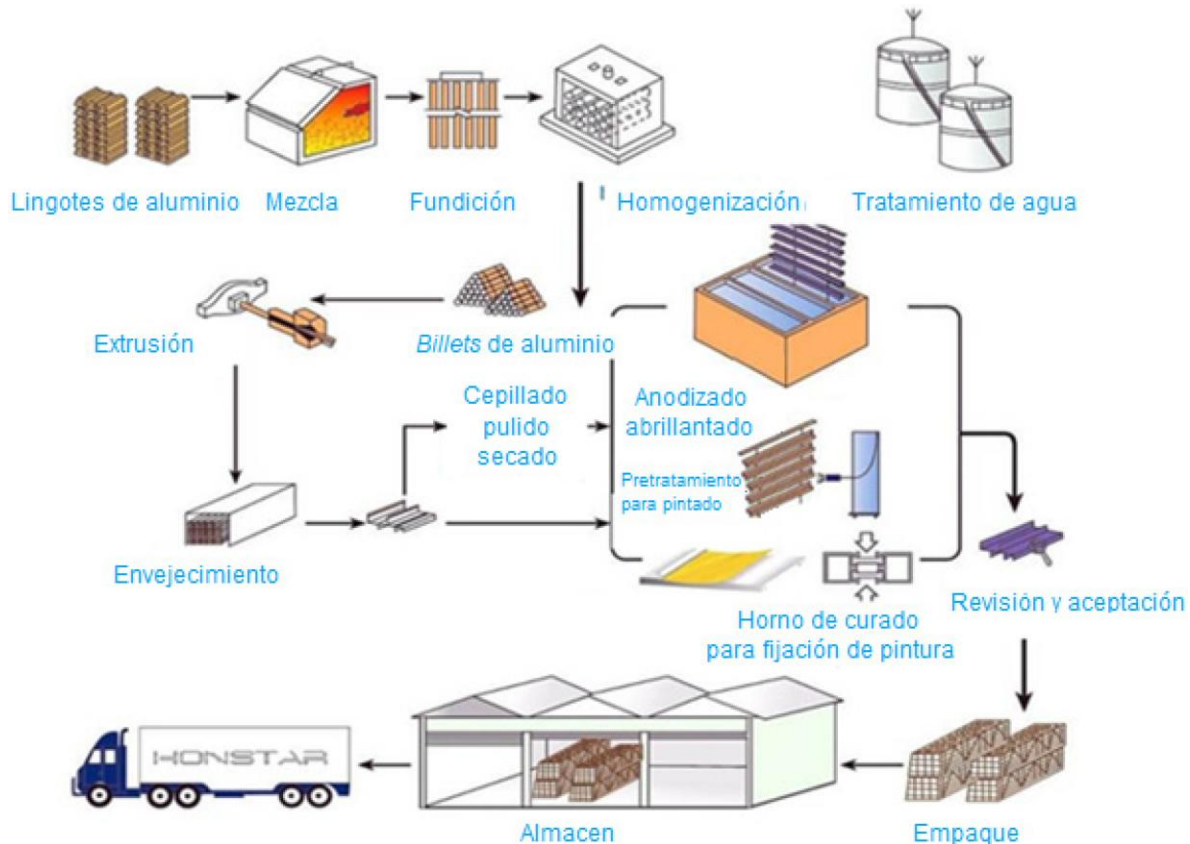 Lingotes de aluminio
Mezcla
Fundición
Homogenización
Tratamiento de agua
Extrusión
Billets de aluminio
Cepillado
pulido
secado
Anodizado
abrillantado
Pretratamiento
para pintado
Envejecimiento
Horno de curado
para fijación de pintura
Revisión y aceptación
HONSTAR
Almacen
Empaque